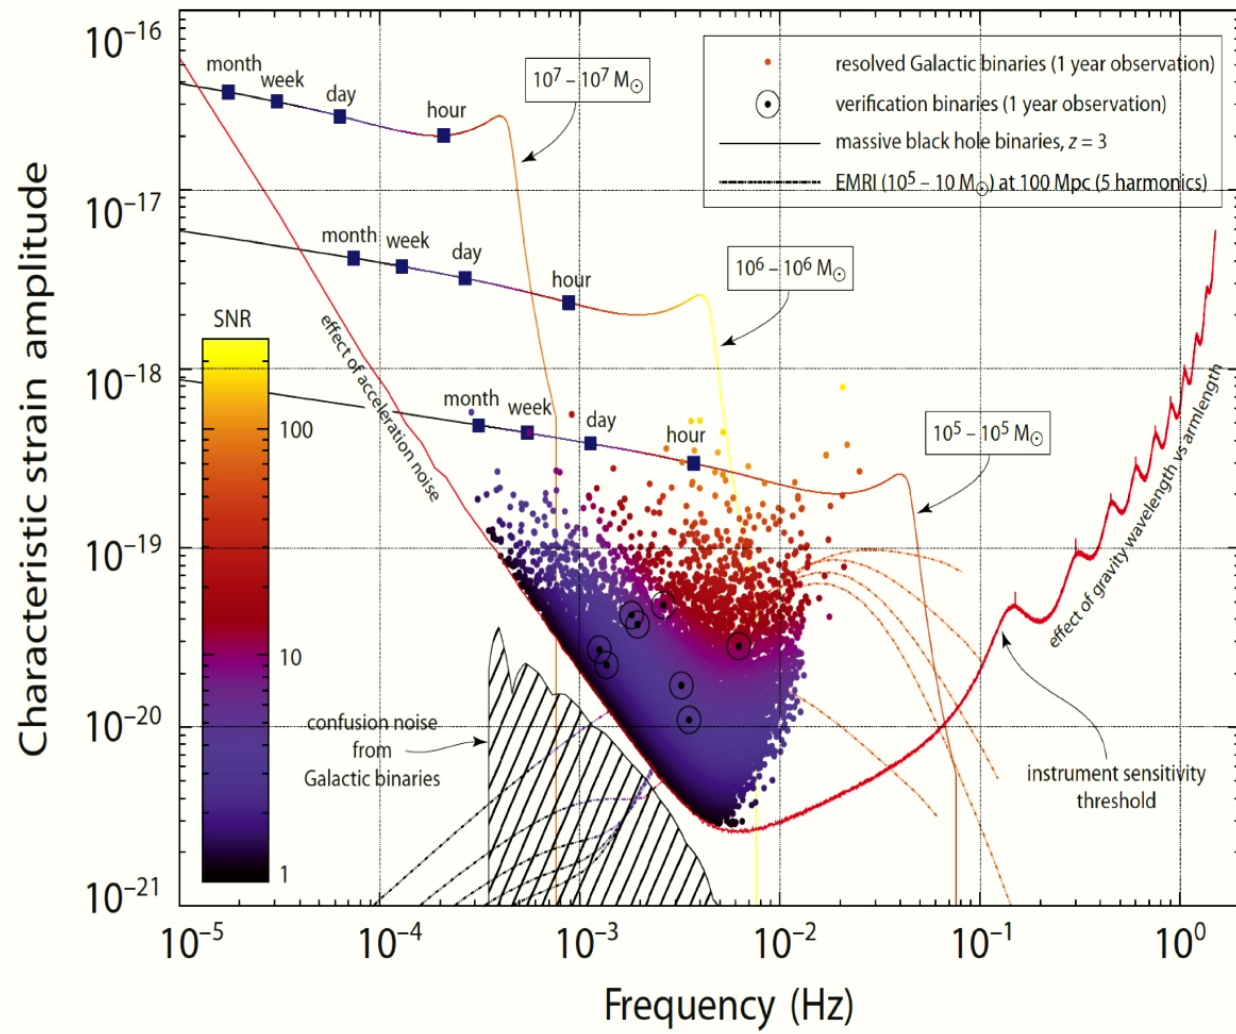 10⁻¹⁶
10⁻¹⁷
10⁻¹⁸
10⁻¹⁹
10⁻²⁰
10⁻²¹
Characteristic strain amplitude
month
week
day
hour
10⁷ – 10⁷ M☉
resolved Galactic binaries (1 year observation)
verification binaries (1 year observation)
massive black hole binaries, z = 3
EMRI (10⁵ – 10 M☉) at 100 Mpc (5 harmonics)
month
week
day
hour
10⁶ – 10⁶ M☉
SNR
100
10
1
effect of acceleration noise
month
week
day
hour
10⁵ – 10⁵ M☉
effect of gravity wavelength vs armlength
confusion noise
from
Galactic binaries
instrument sensitivity
threshold
10⁻⁵
10⁻⁴
10⁻³
10⁻²
10⁻¹
10⁰
Frequency (Hz)